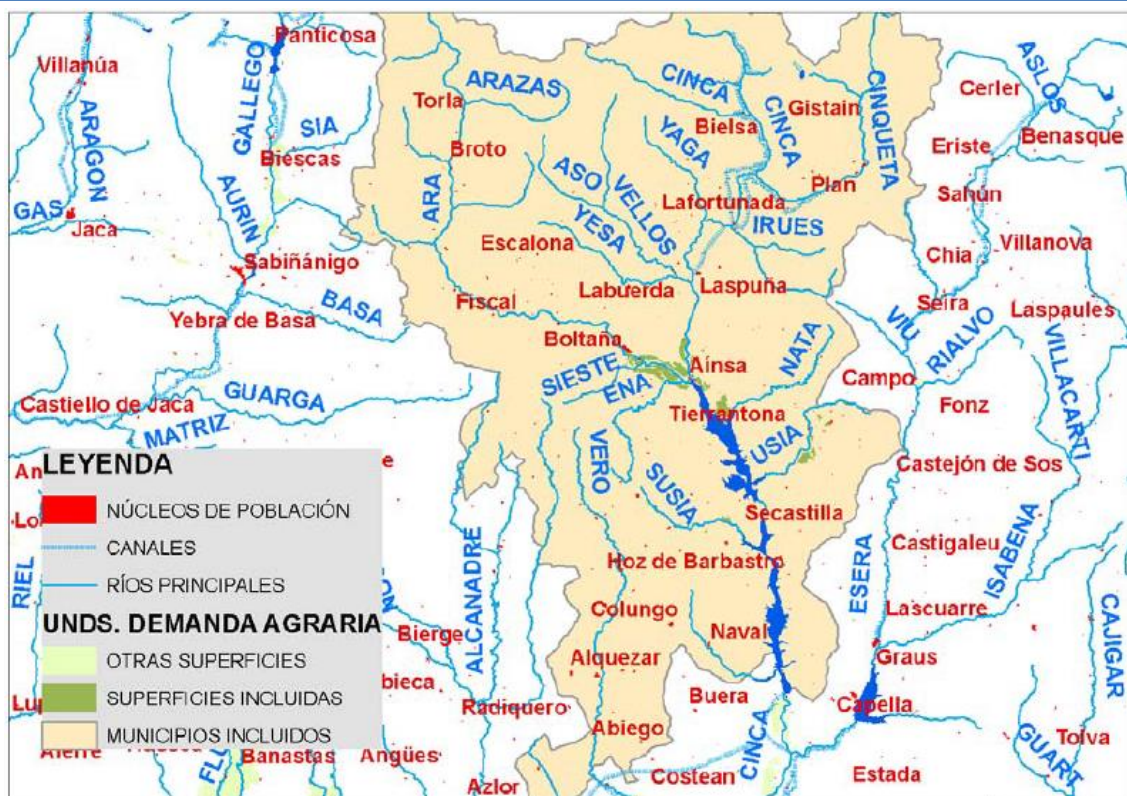 Panticosa
Villanúa
GALLEGO
ARAZAS
Torla
CINCA
Gistain
CINQUETA
Cerler
ASLOS
ARAGON
SIA
Bielsa
CINCA
Benasque
Biescas
Broto
YAGA
Eriste
ASO
VELLOS
Plan
Sahún
GAS
AURIN
ARA
Lafortunada
Jaca
YESA
IRUES
Escalona
Chia
Villanova
Sabiñánigo
Labuerda
Laspuña
Fiscal
Seira
BASA
VIU
Laspaules
Yebra de Basa
Boltaña
NATA
RIALVO
SIESTE
Aínsa
VILLACARTI
GUARGA
ENA
Campo
Castiello de Jaca
Tierrantona
Fonz
MATRIZ
VERO
USIA
Castejón de Sos
SUSIA
Secastilla
LEYENDA
NÚCLEOS DE POBLACIÓN
CANALES
RÍOS PRINCIPALES
UNDS. DEMANDA AGRARIA
OTRAS SUPERFICIES
SUPERFICIES INCLUIDAS
MUNICIPIOS INCLUIDOS
RIEL
ALCANADRE
Hoz de Barbastro
ESERA
Castigaleu
ISABENA
Colungo
Lascuarre
Bierge
Naval
CAJIGAR
Alquezar
Graus
Buera
Radiquero
Capella
Abiego
CINCA
Tolva
GUART
Banastas
Angües
Costean
Estada
Azlor